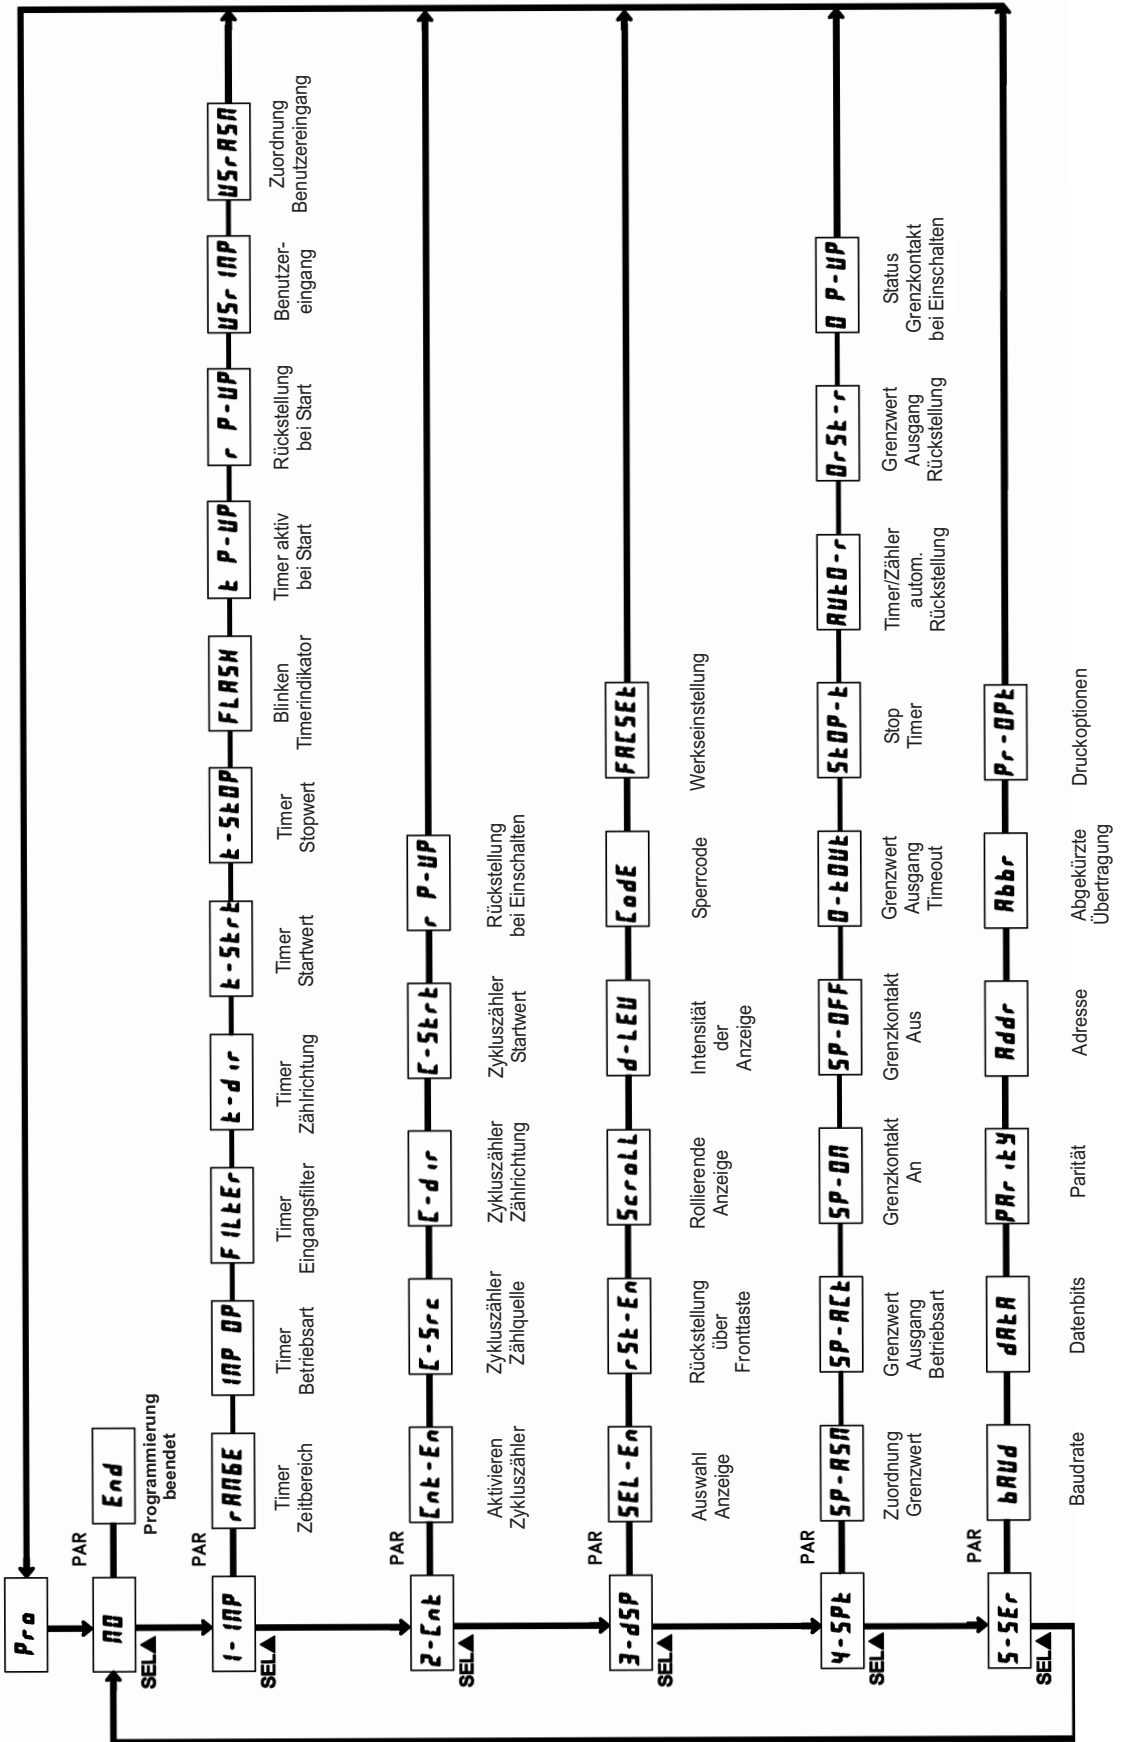 Pro
NO
PAR
End
Programmierung
beendet
SEL▲
1-INP
PAR
rANGE
Timer
Zeitbereich
INP OP
Timer
Betriebsart
FILtEr
Timer
Eingangsfilter
t-dir
Timer
Zählrichtung
t-Strt
Timer
Startwert
t-StOP
Timer
Stopwert
FLASH
Blinken
Timerindikator
t P-UP
Timer aktiv
bei Start
r P-UP
Rückstellung
bei Start
USr INP
Benutzer-
eingang
USrASN
Zuordnung
Benutzereingang
SEL▲
2-Cnt
PAR
Cnt-En
Aktivieren
Zykluszähler
C-Src
Zykluszähler
Zählquelle
C-dir
Zykluszähler
Zählrichtung
C-Strt
Zykluszähler
Startwert
r P-UP
Rückstellung
bei Einschalten
SEL▲
3-dSP
PAR
SEL-En
Auswahl
Anzeige
rSt-En
Rückstellung
über
Fronttaste
ScroLL
Rollierende
Anzeige
d-LEV
Intensität
der
Anzeige
CodE
Sperrcode
FACSEt
Werkseinstellung
SEL▲
4-SPt
PAR
SP-ASN
Zuordnung
Grenzwert
SP-ACt
Grenzwert
Ausgang
Betriebsart
SP-ON
Grenzkontakt
An
SP-OFF
Grenzkontakt
Aus
O-tOUt
Grenzwert
Ausgang
Timeout
StOP-t
Stop
Timer
AUtO-r
Timer/Zähler
autom.
Rückstellung
OrSt-r
Grenzwert
Ausgang
Rückstellung
O P-UP
Status
Grenzkontakt
bei Einschalten
SEL▲
5-SEr
PAR
bAUd
Baudrate
dAtA
Datenbits
PAritY
Parität
Addr
Adresse
Abbr
Abgekürzte
Übertragung
Pr-OPt
Druckoptionen
SEL▲